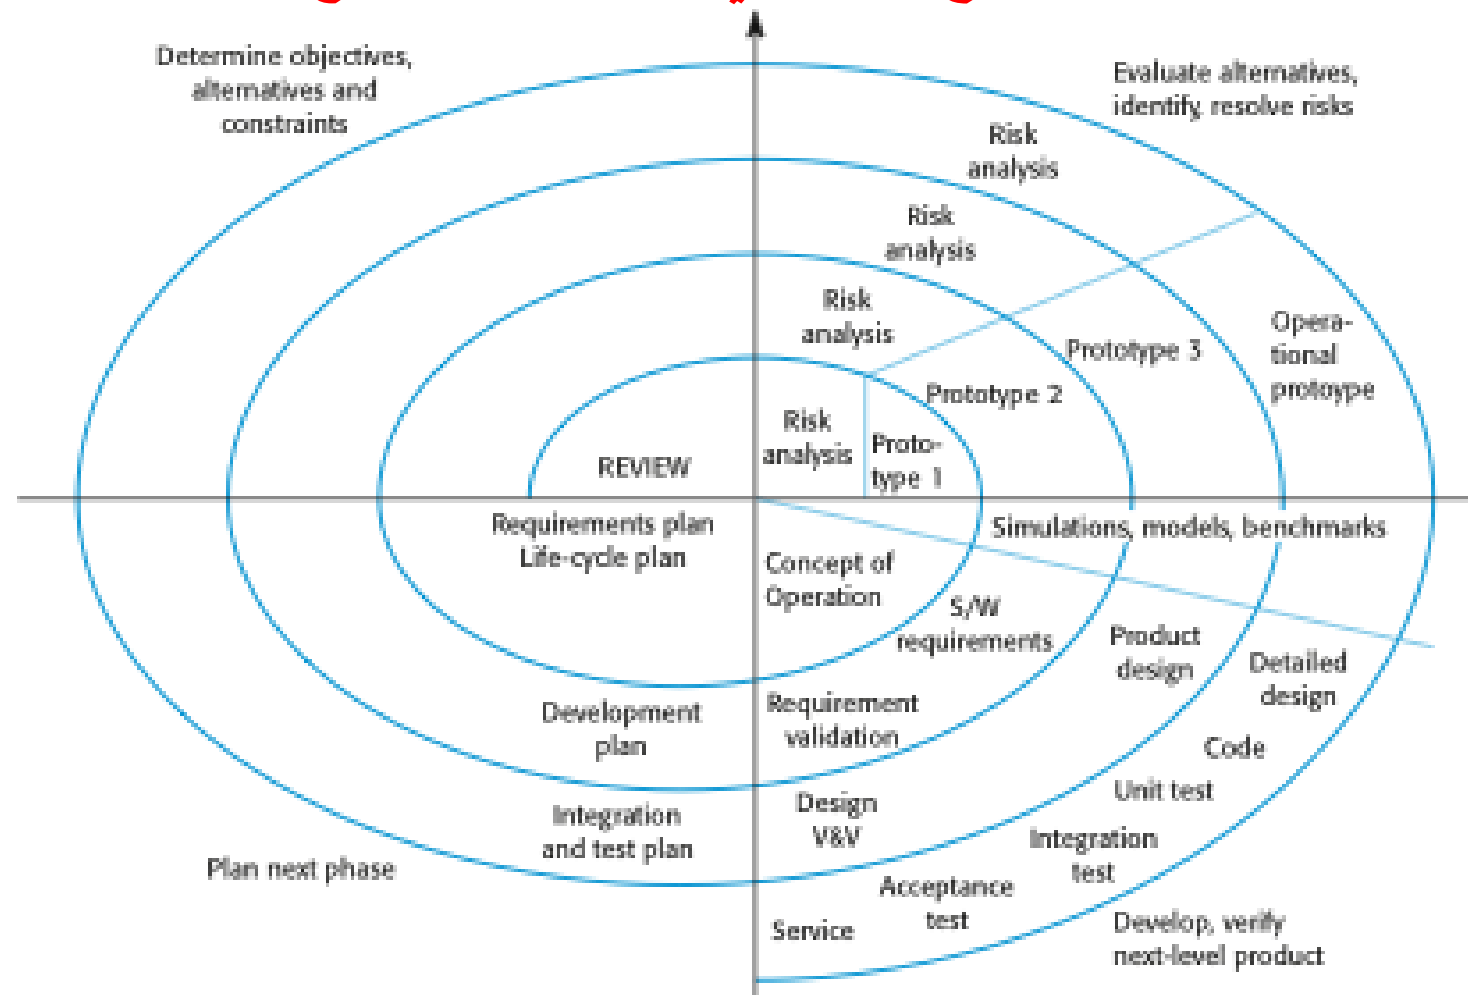 Determine objectives,
alternatives and
constraints
Evaluate alternatives,
identify, resolve risks
Risk
analysis
Risk
analysis
Risk
analysis
Risk
analysis
Proto-
type 1
Prototype 2
Prototype 3
Opera-
tional
protoype
REVIEW
Requirements plan
Life-cycle plan
Simulations, models, benchmarks
Concept of
Operation
S/W
requirements
Product
design
Detailed
design
Development
plan
Requirement
validation
Code
Unit test
Integration
and test plan
Design
V&V
Integration
test
Plan next phase
Acceptance
test
Service
Develop, verify
next-level product